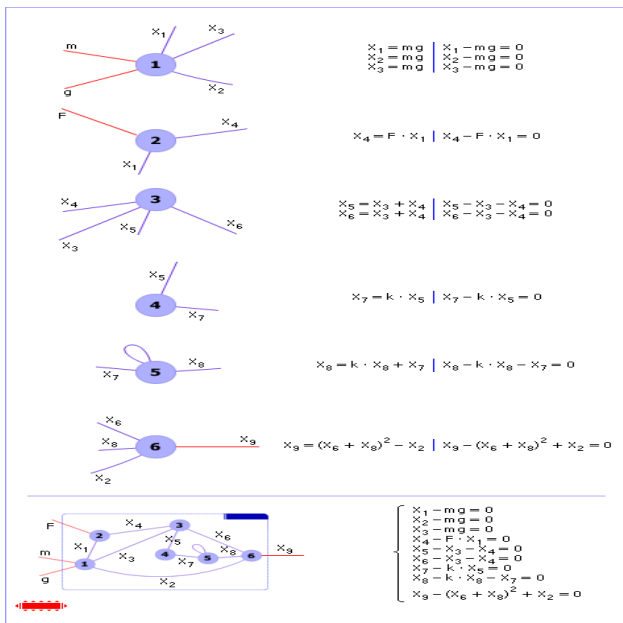 m
g
X₁
X₃
X₂
1
X₁ = mg | X₁ − mg = 0
X₂ = mg | X₂ − mg = 0
X₃ = mg | X₃ − mg = 0
F
X₄
X₁
2
X₄ = F · X₁ | X₄ − F · X₁ = 0
X₄
X₃
X₅
X₆
3
X₅ = X₃ + X₄ | X₅ − X₃ − X₄ = 0
X₆ = X₃ + X₄ | X₆ − X₃ − X₄ = 0
X₅
X₇
4
X₇ = k · X₅ | X₇ − k · X₅ = 0
X₇
X₈
5
X₈ = k · X₈ + X₇ | X₈ − k · X₈ − X₇ = 0
X₆
X₈
X₂
X₉
6
X₉ = (X₆ + X₈)² − X₂ | X₉ − (X₆ + X₈)² + X₂ = 0
F
m
g
X₁
X₄
X₃
X₅
X₆
X₇
X₈
X₂
X₉
1
2
3
4
5
6
X₁ − mg = 0
X₂ − mg = 0
X₃ − mg = 0
X₄ − F · X₁ = 0
X₅ − X₃ − X₄ = 0
X₆ − X₃ − X₄ = 0
X₇ − k · X₅ = 0
X₈ − k · X₈ − X₇ = 0
X₉ − (X₆ + X₈)² + X₂ = 0